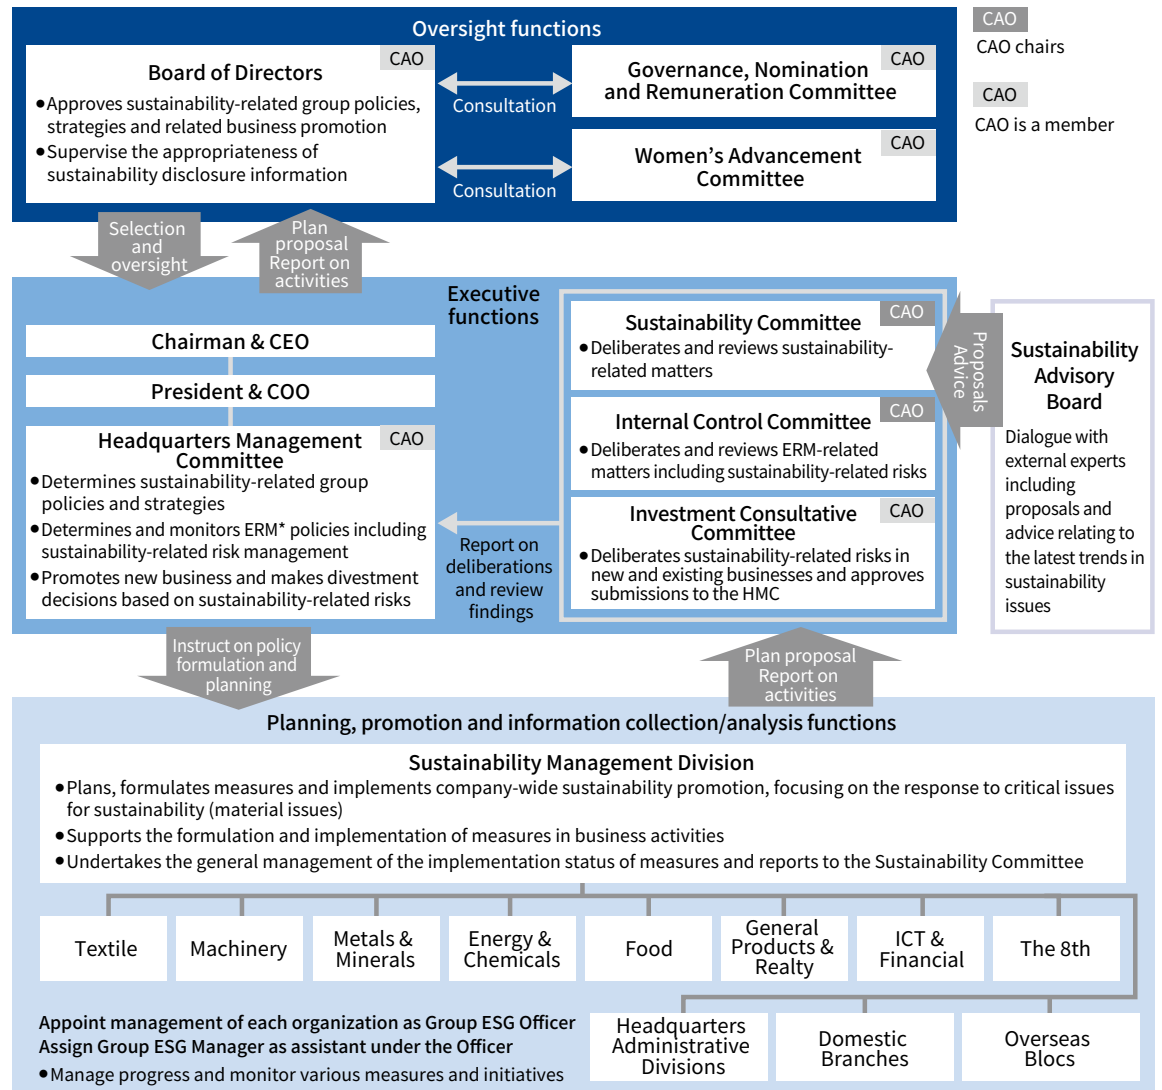 Oversight functions
CAO
Board of Directors
●Approves sustainability-related group policies,
strategies and related business promotion
●Supervise the appropriateness of
sustainability disclosure information
Consultation
CAO
Governance, Nomination
and Remuneration Committee
Consultation
CAO
Women's Advancement
Committee
CAO
CAO chairs
CAO
CAO is a member
Selection
and
oversight
Plan
proposal
Report on
activities
Executive
functions
Chairman & CEO
President & COO
CAO
Headquarters Management
Committee
●Determines sustainability-related group
policies and strategies
●Determines and monitors ERM* policies including
sustainability-related risk management
●Promotes new business and makes divestment
decisions based on sustainability-related risks
Report on
deliberations
and review
findings
CAO
Sustainability Committee
●Deliberates and reviews sustainability-
related matters
CAO
Internal Control Committee
●Deliberates and reviews ERM-related
matters including sustainability-related risks
CAO
Investment Consultative
Committee
●Deliberates sustainability-related risks in
new and existing businesses and approves
submissions to the HMC
Proposals
Advice
Sustainability
Advisory
Board
Dialogue with
external experts
including
proposals and
advice relating to
the latest trends in
sustainability
issues
Instruct on policy
formulation and
planning
Plan proposal
Report on
activities
Planning, promotion and information collection/analysis functions
Sustainability Management Division
●Plans, formulates measures and implements company-wide sustainability promotion, focusing on the response to critical issues
for sustainability (material issues)
●Supports the formulation and implementation of measures in business activities
●Undertakes the general management of the implementation status of measures and reports to the Sustainability Committee
Textile
Machinery
Metals &
Minerals
Energy &
Chemicals
Food
General
Products &
Realty
ICT &
Financial
The 8th
Appoint management of each organization as Group ESG Officer
Assign Group ESG Manager as assistant under the Officer
●Manage progress and monitor various measures and initiatives
Headquarters
Administrative
Divisions
Domestic
Branches
Overseas
Blocs